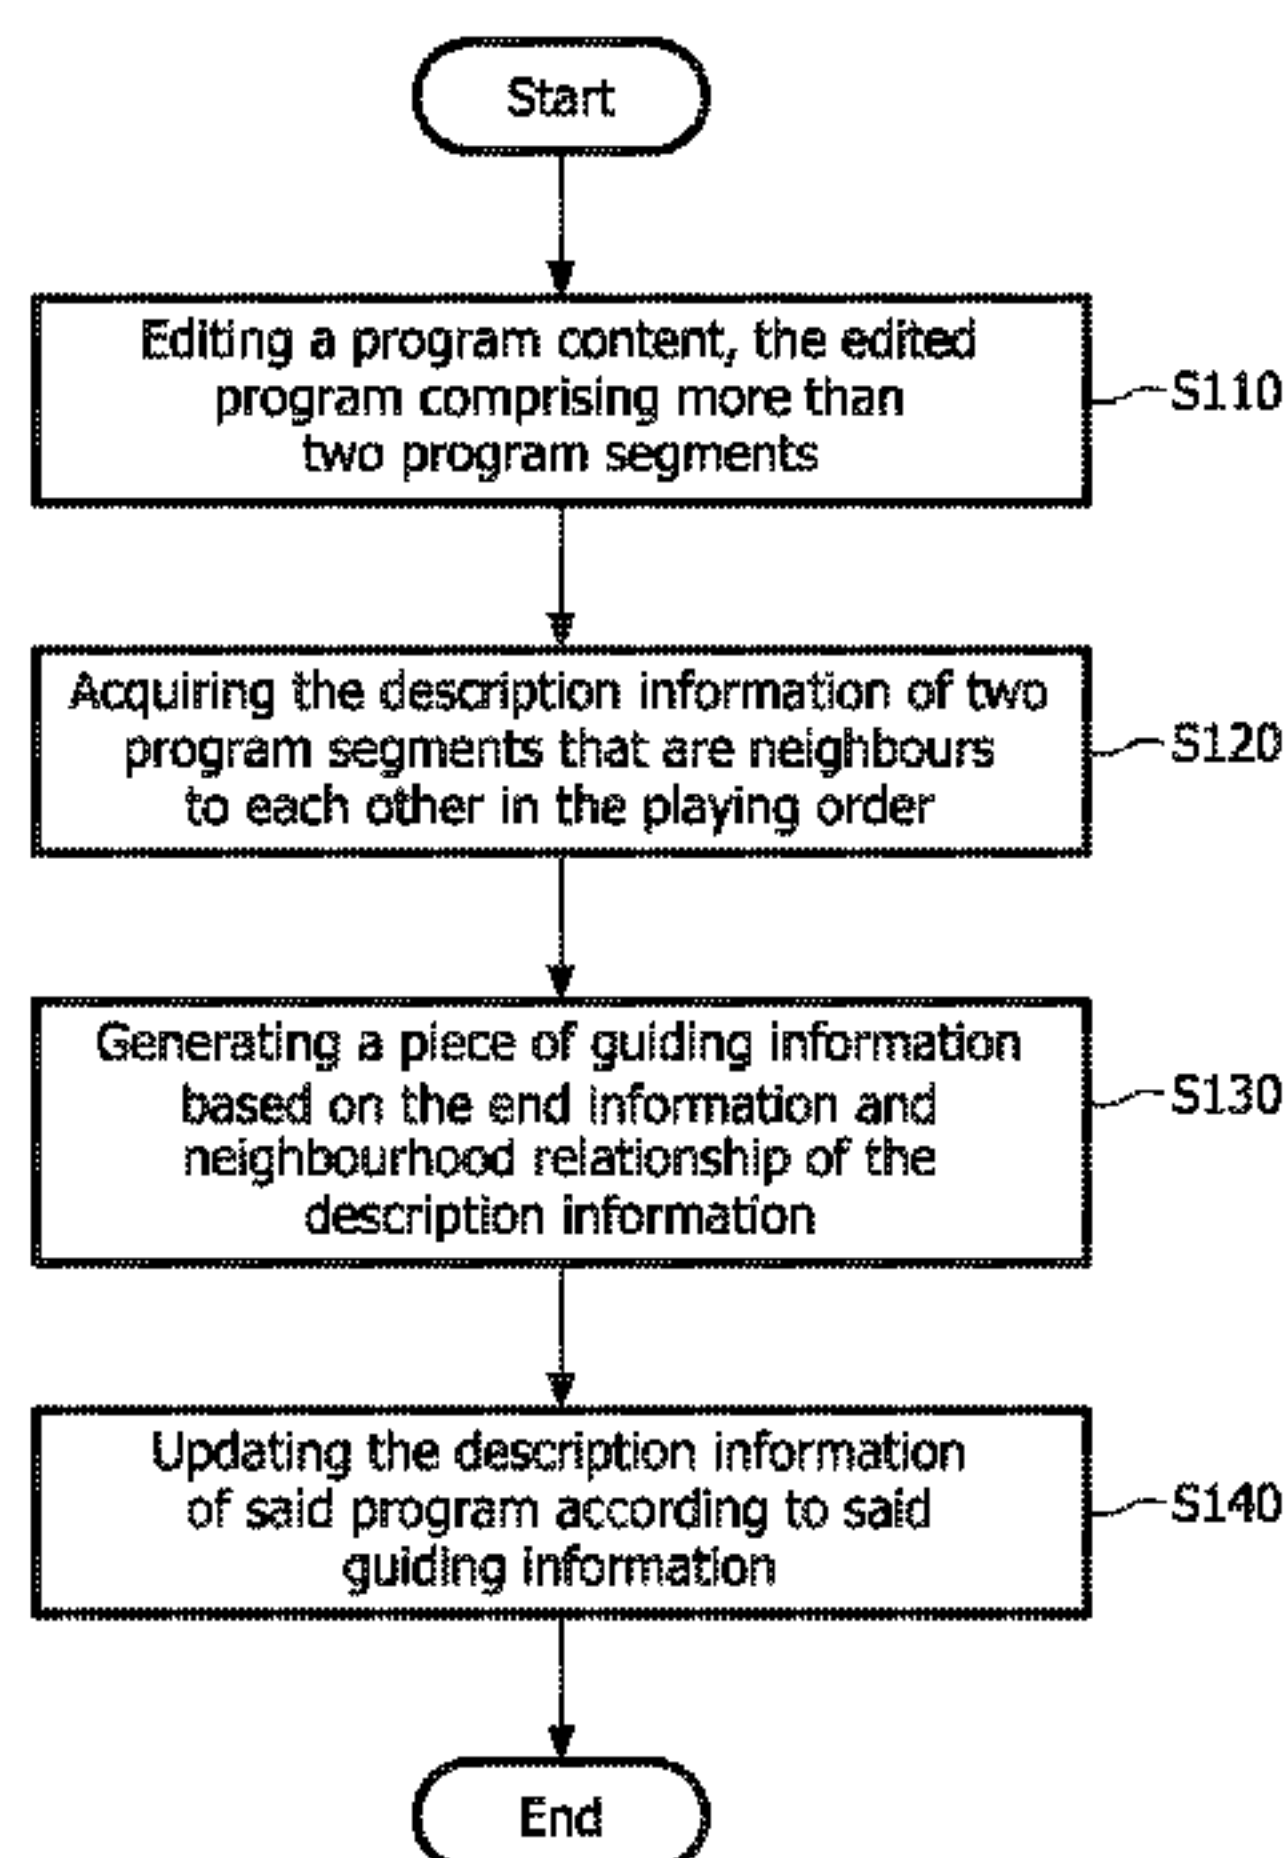 Start
Editing a program content, the edited
program comprising more than
two program segments
S110
Acquiring the description information of two
program segments that are neighbours
to each other in the playing order
S120
Generating a piece of guiding information
based on the end information and
neighbourhood relationship of the
description information
S130
Updating the description information
of said program according to said
guiding information
S140
End